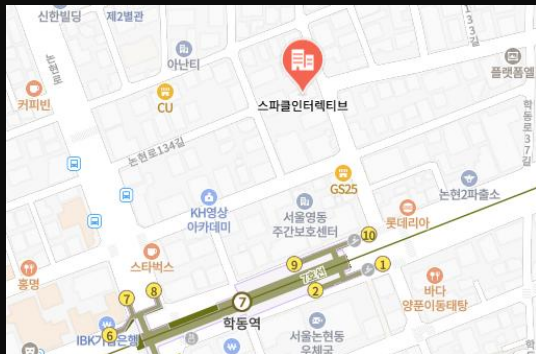 신한빌딩
제2별관
133길
아난티
플랫폼엘
커피빈
CU
스파클인터렉티브
학동로37길
논현로134길
GS25
논현2파출소
KH영상
아카데미
서울영동
주간보호센터
롯데리아
10
스타벅스
9
7호선
1
홍명
7
8
2
바다
양푼이동태탕
7
학동역
6
IBK기업은행
서울논현동
우체국